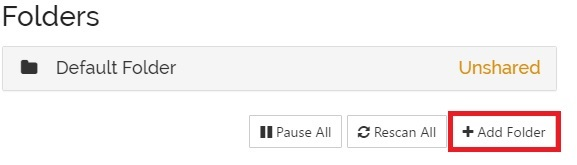 Folders
Default Folder Unshared
Pause All Rescan All Add Folder